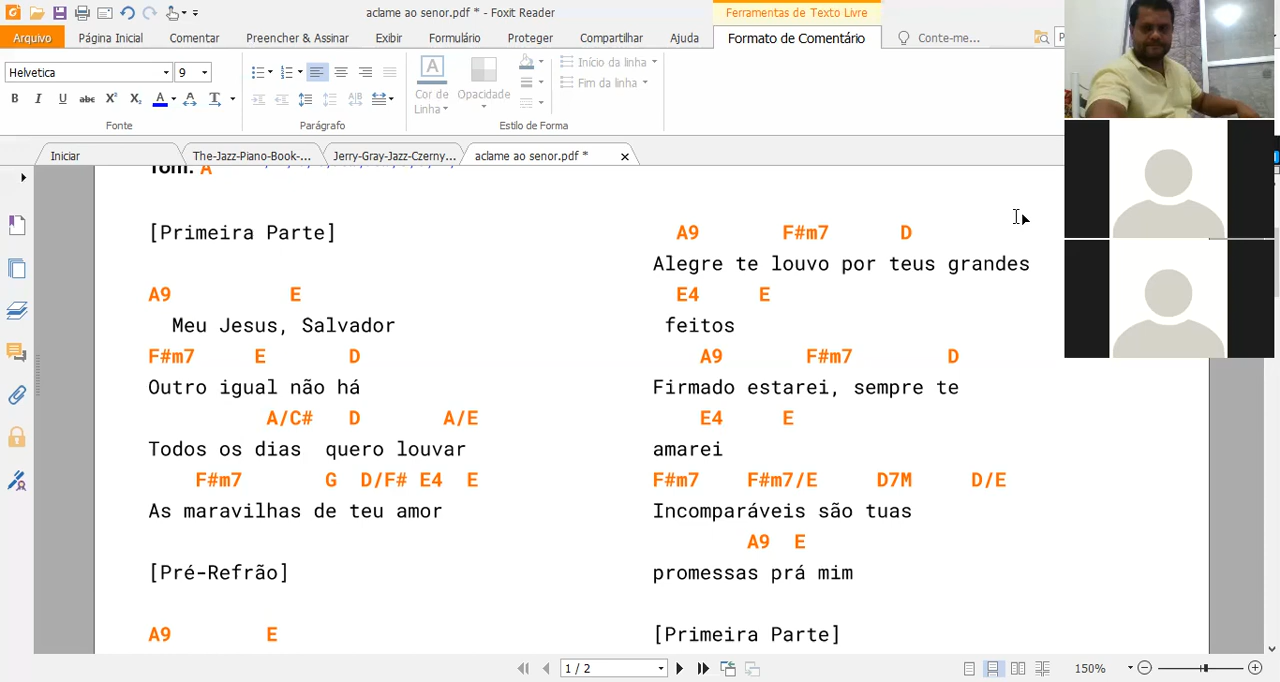 aclame ao senor.pdf * - Foxit Reader
Ferramentas de Texto Livre
Arquivo
Página Inicial
Comentar
Preencher & Assinar
Exibir
Formulário
Proteger
Compartilhar
Ajuda
Formato de Comentário
Conte-me...
Helvetica
9
Cor de
Linha
Opacidade
Início da linha
Fim da linha
Fonte
Parágrafo
Estilo de Forma
Iniciar
The-Jazz-Piano-Book-...
Jerry-Gray-Jazz-Czerny...
aclame ao senor.pdf *
Tom: A
[Primeira Parte]
A9 E
Meu Jesus, Salvador
F#m7 E D
Outro igual não há
A/C# D A/E
Todos os dias quero louvar
F#m7 G D/F# E4 E
As maravilhas de teu amor
[Pré-Refrão]
A9 E
A9 F#m7 D
Alegre te louvo por teus grandes
E4 E
feitos
A9 F#m7 D
Firmado estarei, sempre te
E4 E
amarei
F#m7 F#m7/E D7M D/E
Incomparáveis são tuas
A9 E
promessas prá mim
[Primeira Parte]
1 / 2
150%